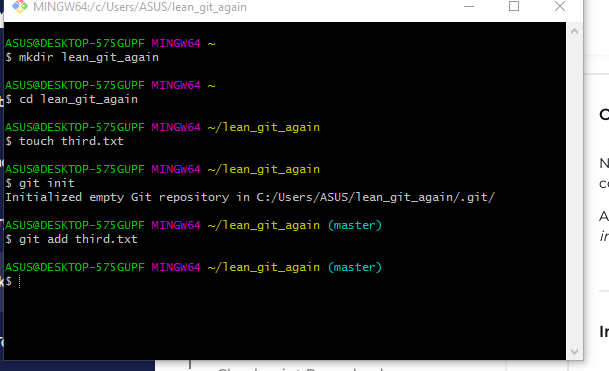 MINGW64:/c/Users/ASUS/lean_git_again
ASUS@DESKTOP-575GUPF MINGW64 ~
$ mkdir lean_git_again
ASUS@DESKTOP-575GUPF MINGW64 ~
$ cd lean_git_again
ASUS@DESKTOP-575GUPF MINGW64 ~/lean_git_again
$ touch third.txt
ASUS@DESKTOP-575GUPF MINGW64 ~/lean_git_again
$ git init
Initialized empty Git repository in C:/Users/ASUS/lean_git_again/.git/
ASUS@DESKTOP-575GUPF MINGW64 ~/lean_git_again (master)
$ git add third.txt
ASUS@DESKTOP-575GUPF MINGW64 ~/lean_git_again (master)
$